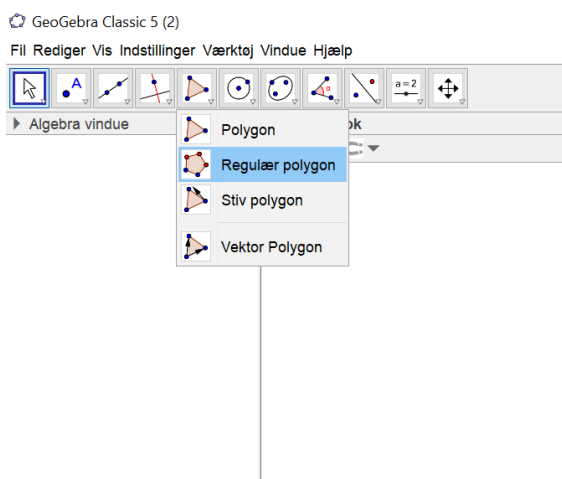 GeoGebra Classic 5 (2)
Fil Rediger Vis Indstillinger Værktøj Vindue Hjælp
A α a=2
Algebra vindue ok
Polygon
Regulær polygon
Stiv polygon
Vektor Polygon